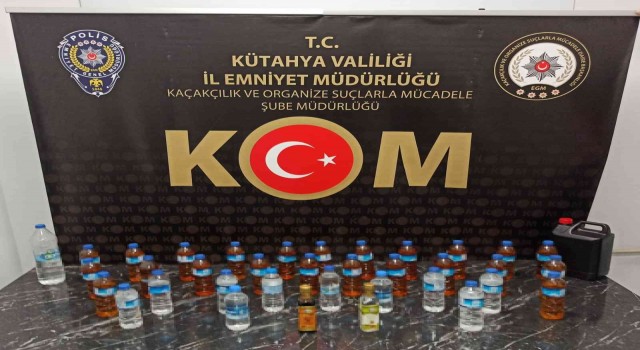 T.C.
KÜTAHYA VALİLİĞİ
İL EMNİYET MÜDÜRLÜĞÜ
KAÇAKÇILIK VE ORGANİZE SUÇLARLA MÜCADELE
ŞUBE MÜDÜRLÜĞÜ
KOM
POLİS
EGM